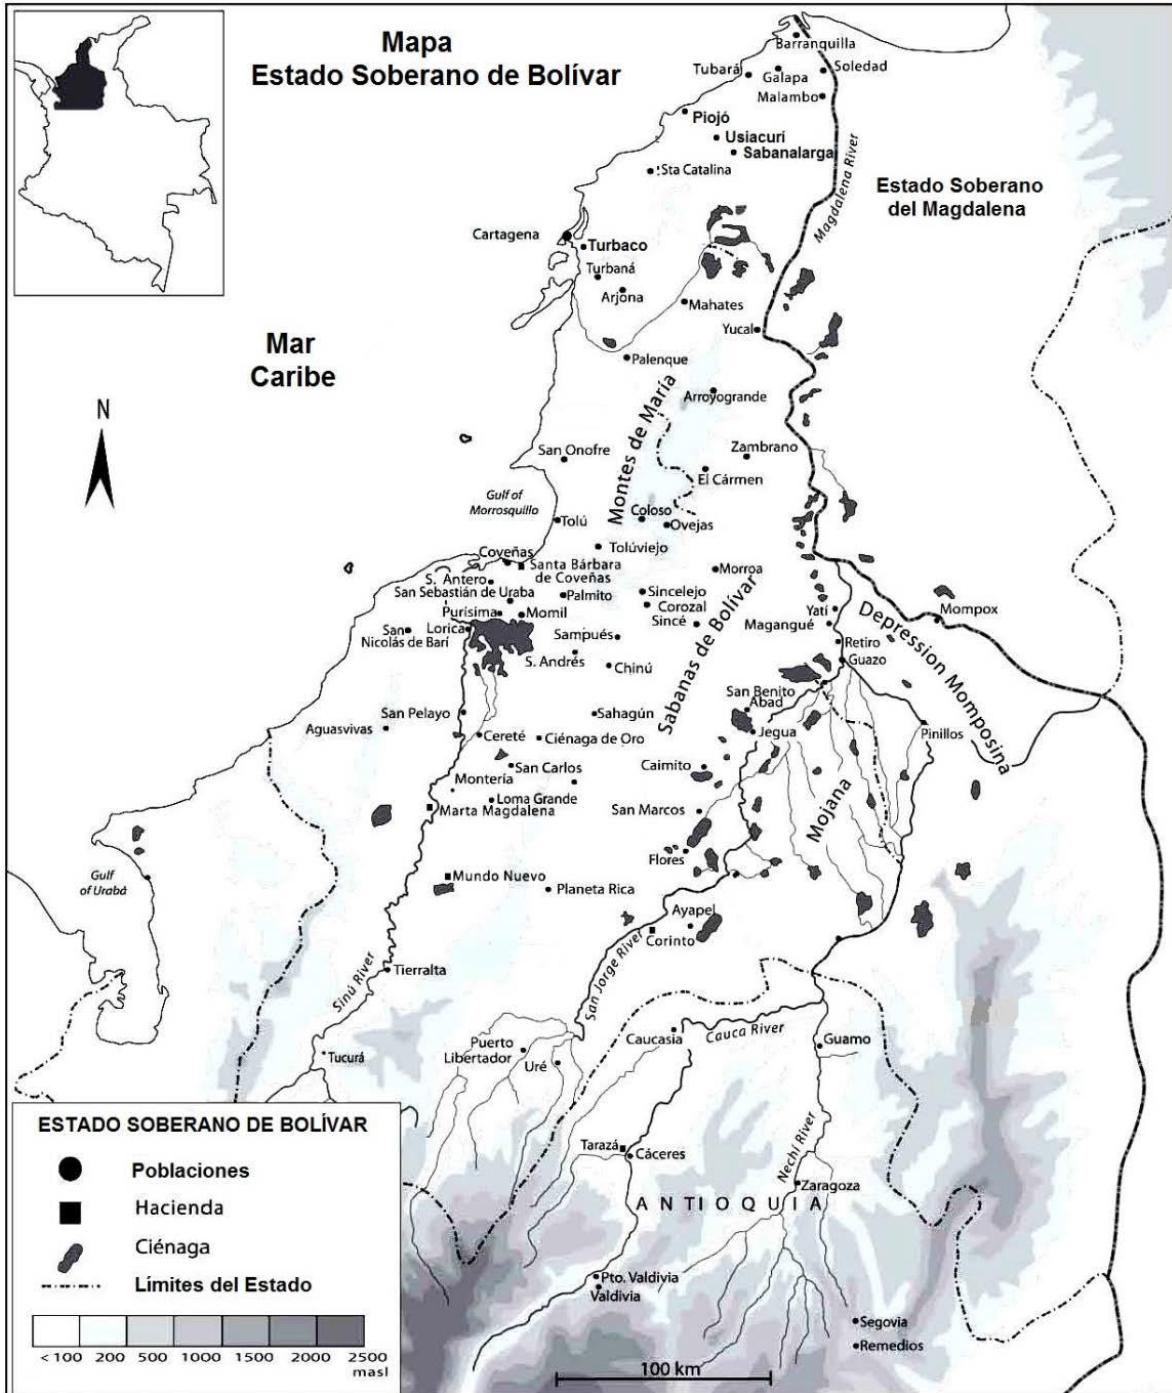 Mapa
Estado Soberano de Bolívar
Barranquilla
Tubará
Galapa
Soledad
Malambo
Piojó
Usiacurí
Sabanalarga
Sta Catalina
Magdalena River
Estado Soberano
del Magdalena
Cartagena
Turbaco
Turbaná
Arjona
Mahates
Yucal
Mar
Caribe
Palenque
Arroyogrande
Montes de María
N
San Onofre
Zambrano
El Cármen
Gulf of
Morrosquillo
Tolú
Coloso
Ovejas
Tolúviejo
Coveñas
Santa Bárbara
de Coveñas
Morroa
S. Antero
San Sebastián de Uraba
Palmito
Sincelejo
Corozal
Sincé
Purísima
Momil
Yatí
Magangué
Mompox
San
Nicolás de Barí
Lorica
Sampués
Retiro
Guazo
S. Andrés
Chinú
Sabanas de Bolívar
Depression Momposina
San Benito
Abad
San Pelayo
Sahagún
Aguasvivas
Cereté
Ciénaga de Oro
Jegua
Pinillos
San Carlos
Caimito
Montería
Loma Grande
Marta Magdalena
San Marcos
Mojana
Gulf
of Urabá
Flores
Mundo Nuevo
Planeta Rica
Ayapel
Corinto
Sinú River
Tierralta
San Jorge River
Puerto
Libertador
Uré
Caucasia
Cauca River
Guamo
Tucurá
Nechí River
Tarazá
Cáceres
Zaragoza
ANTIOQUIA
Pto. Valdivia
Valdivia
Segovia
Remedios
100 km
ESTADO SOBERANO DE BOLÍVAR
Poblaciones
Hacienda
Ciénaga
Límites del Estado
< 100 200 500 1000 1500 2000 2500
masl